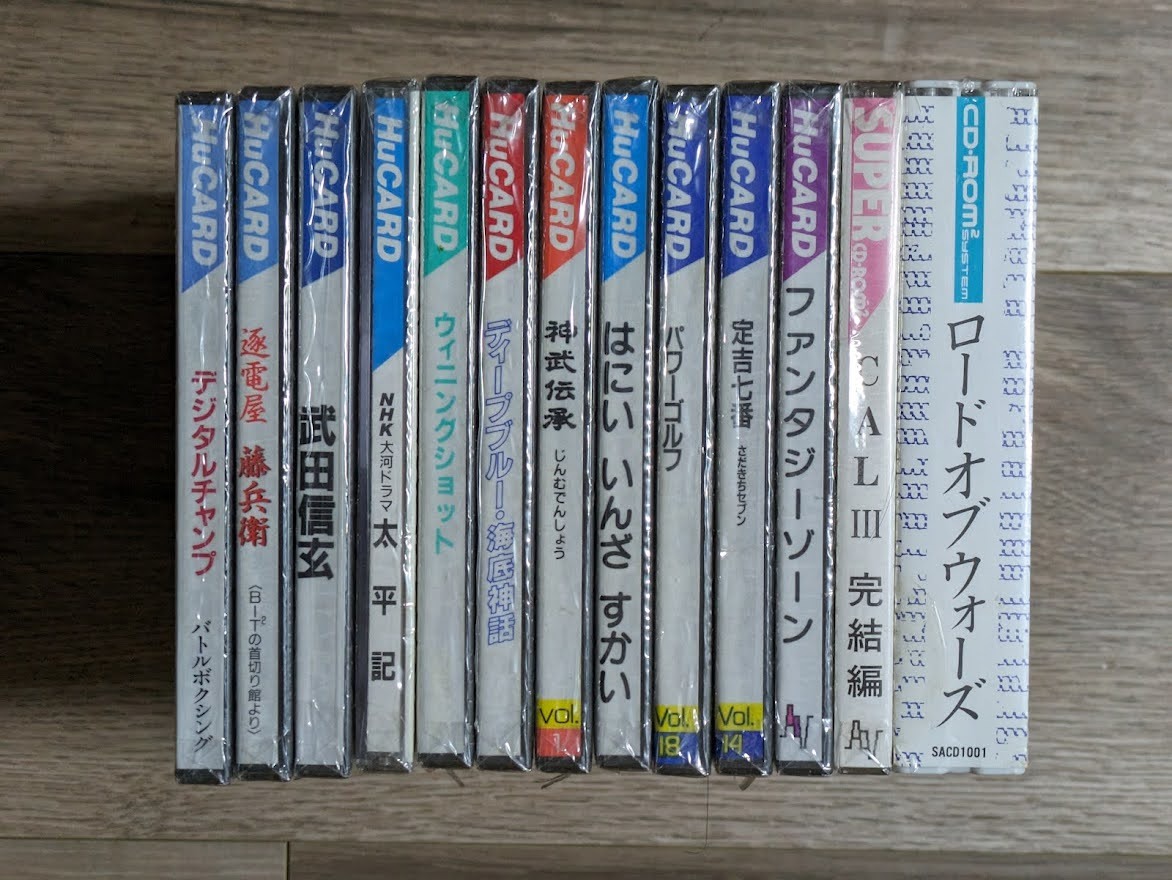 HuCARD
デジタルチャンプ
バトルボクシング
HuCARD
逐電屋 藤兵衛
〈B-T²の首切り館より〉
HuCARD
武田信玄
HuCARD
NHK大河ドラマ
太平記
HuCARD
ウィニングショット
HuCARD
ディープブルー・海底神話
HuCARD
神武伝承
じんむでんしょう
Vol.
1
HuCARD
はにい いんざ すかい
HuCARD
パワーゴルフ
Vol.
18
HuCARD
定吉七番
さだきちセブン
Vol.
14
HuCARD
ファンタジーゾーン
SUPER
CD-ROM²
CAL III 完結編
CD-ROM²
SYSTEM
ロードオブウォーズ
SACD1001